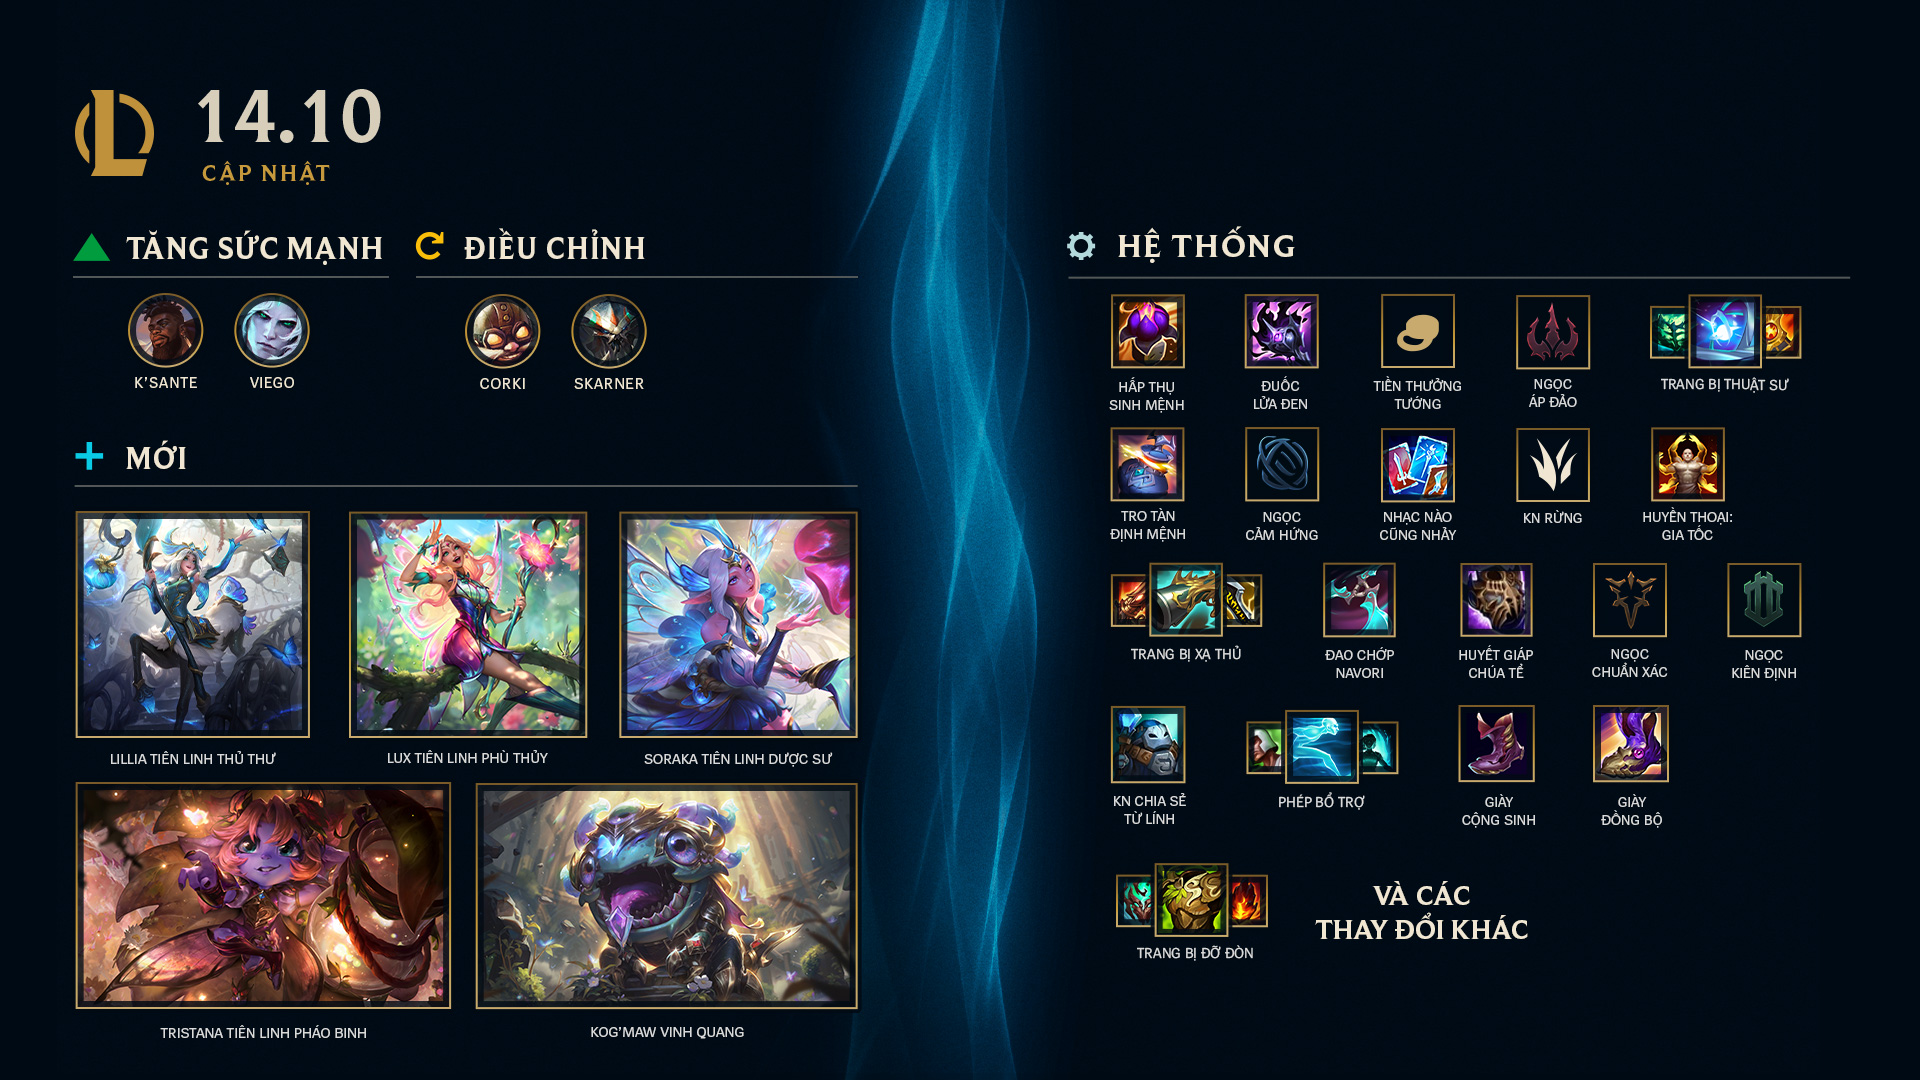 14.10
CẬP NHẬT
TĂNG SỨC MẠNH
ĐIỀU CHỈNH
K'SANTE
VIEGO
CORKI
SKARNER
MỚI
LILLIA TIÊN LINH THỦ THƯ
LUX TIÊN LINH PHÙ THỦY
SORAKA TIÊN LINH DƯỢC SƯ
TRISTANA TIÊN LINH PHÁO BINH
KOG'MAW VINH QUANG
HỆ THỐNG
HẤP THỤ
SINH MỆNH
ĐUỐC
LỬA ĐEN
TIỀN THƯỞNG
TƯỚNG
NGỌC
ÁP ĐẢO
TRANG BỊ THUẬT SƯ
TRO TÀN
ĐỊNH MỆNH
NGỌC
CẢM HỨNG
NHẠC NÀO
CŨNG NHẢY
KN RỪNG
HUYỀN THOẠI:
GIA TỐC
TRANG BỊ XẠ THỦ
ĐAO CHỚP
NAVORI
HUYẾT GIÁP
CHÚA TỂ
NGỌC
CHUẨN XÁC
NGỌC
KIÊN ĐỊNH
KN CHIA SẺ
TỪ LÍNH
PHÉP BỔ TRỢ
GIÀY
CỘNG SINH
GIÀY
ĐỒNG BỘ
TRANG BỊ ĐỠ ĐÒN
VÀ CÁC
THAY ĐỔI KHÁC